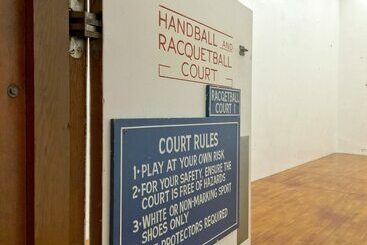 HANDBALL AND
RACQUETBALL
COURT
RACQETBALL
COURT 1
COURT RULES
1·PLAY AT YOUR OWN RISK
2·FOR YOUR SAFETY, ENSURE THE
COURT IS FREE OF HAZARDS
3·WHITE OR NON-MARKING SPORT
SHOES ONLY
PROTECTORS REQUIRED